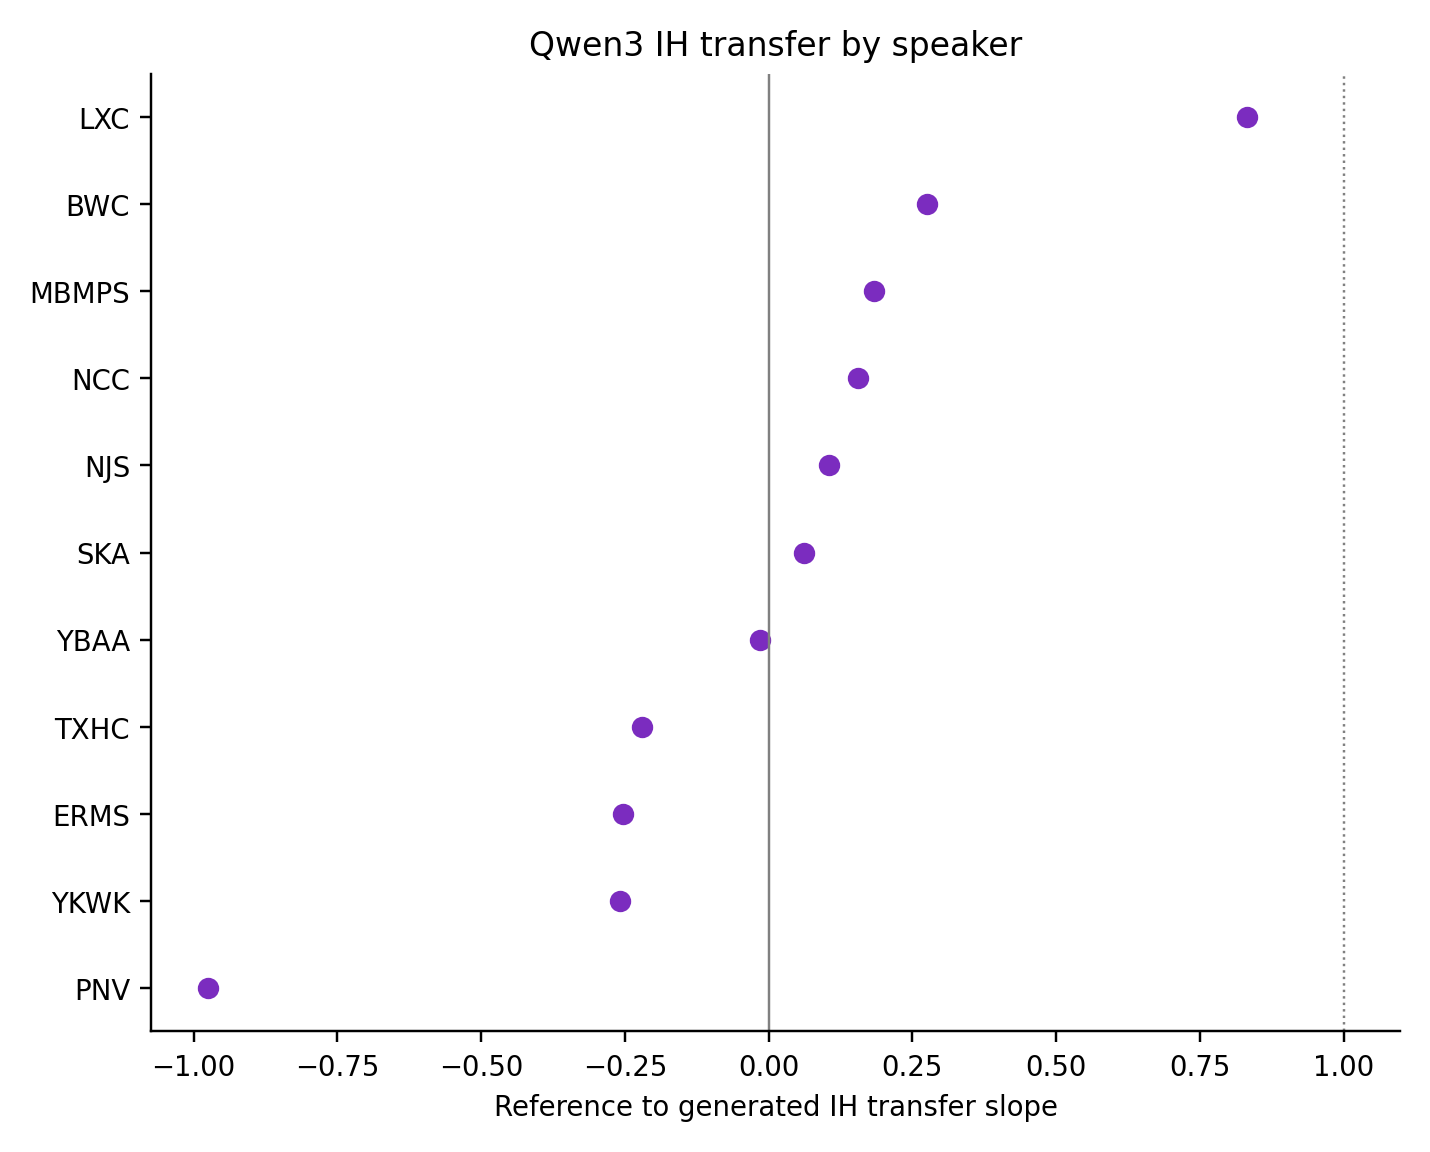 Qwen3 IH transfer by speaker
LXC
BWC
MBMPS
NCC
NJS
SKA
YBAA
TXHC
ERMS
YKWK
PNV
−1.00 −0.75 −0.50 −0.25 0.00 0.25 0.50 0.75 1.00
Reference to generated IH transfer slope